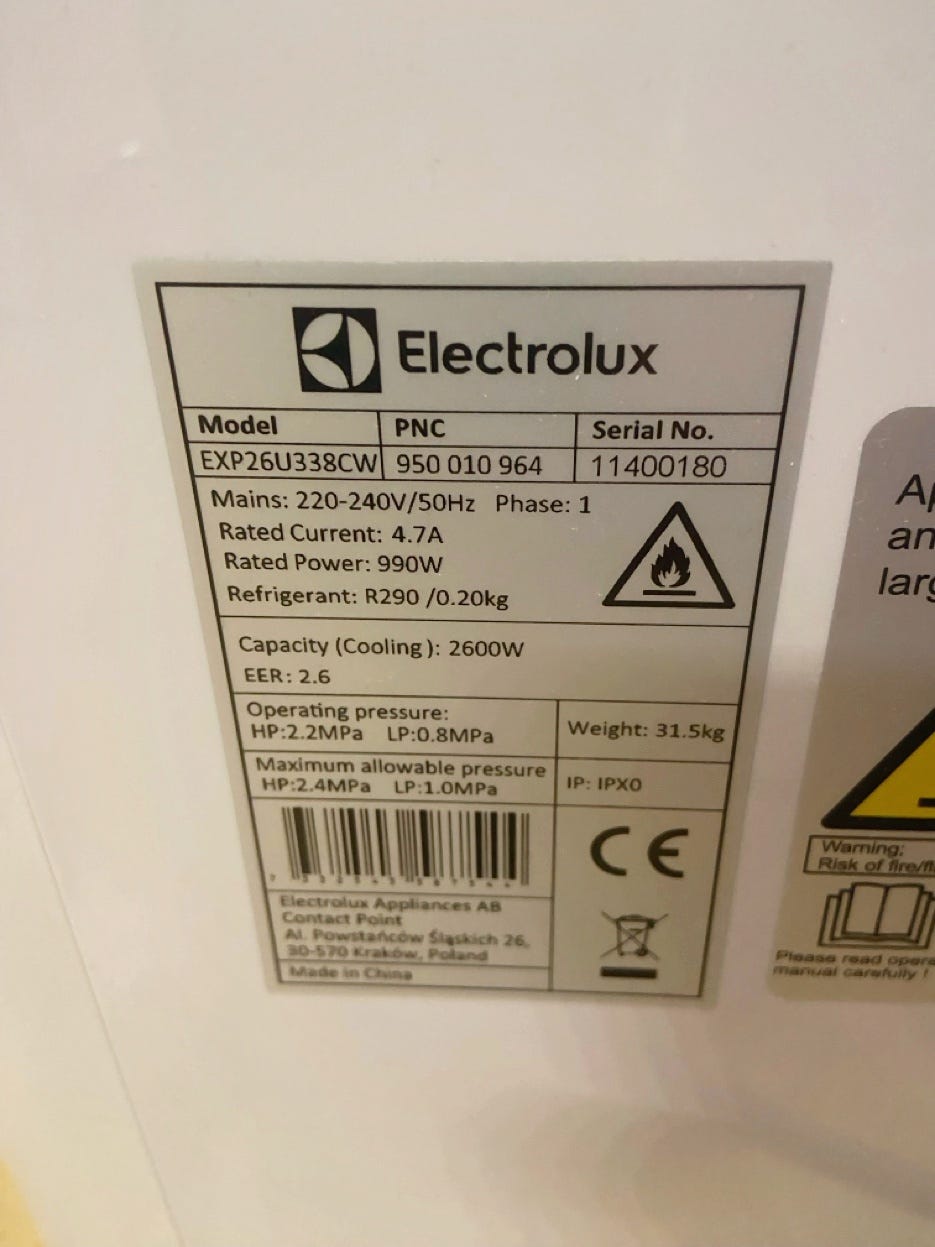 Electrolux
Model PNC Serial No.
EXP26U338CW 950 010 964 11400180
Mains: 220-240V/50Hz Phase: 1
Rated Current: 4.7A
Rated Power: 990W
Refrigerant: R290 /0.20kg
Capacity (Cooling): 2600W
EER: 2.6
Operating pressure:
HP:2.2MPa LP:0.8MPa
Weight: 31.5kg
Maximum allowable pressure
HP:2.4MPa LP:1.0MPa
IP: IPX0
CE
Electrolux Appliances AB
Contact Point
Al. Powstańców Śląskich 26,
30-570 Kraków, Poland
Made in China
an
Warning:
Risk of fire/fl
Please read opera
manual carefully !